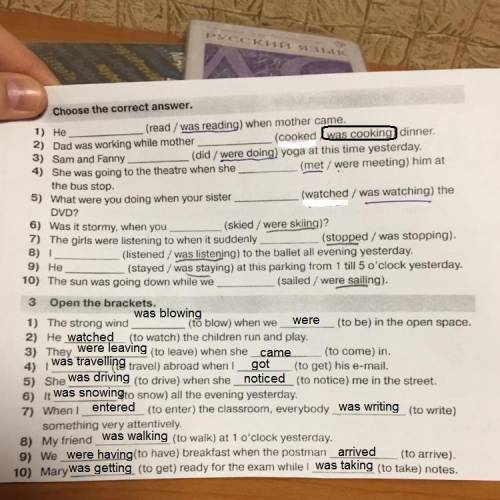 РУССКИЙ ЯЗЫК
Choose the correct answer.
1) He ____________ (read / was reading) when mother came.
2) Dad was working while mother ____________ (cooked / was cooking) dinner.
3) Sam and Fanny ____________ (did / were doing) yoga at this time yesterday.
4) She was going to the theatre when she ____________ (met / were meeting) him at
the bus stop.
5) What were you doing when your sister ____________ (watched / was watching) the
DVD?
6) Was it stormy, when you ____________ (skied / were skiing)?
7) The girls were listening to when it suddenly ____________ (stopped / was stopping).
8) I ____________ (listened / was listening) to the ballet all evening yesterday.
9) He ____________ (stayed / was staying) at this parking from 1 till 5 o'clock yesterday.
10) The sun was going down while we ____________ (sailed / were sailing).
3 Open the brackets.
1) The strong wind was blowing (to blow) when we were (to be) in the open space.
2) He watched (to watch) the children run and play.
3) They were leaving (to leave) when she came (to come) in.
4) I was travelling (to travel) abroad when I got (to get) his e-mail.
5) She was driving (to drive) when she noticed (to notice) me in the street.
6) It was snowing (to snow) all the evening yesterday.
7) When I entered (to enter) the classroom, everybody was writing (to write)
something very attentively.
8) My friend was walking (to walk) at 1 o'clock yesterday.
9) We were having (to have) breakfast when the postman arrived (to arrive).
10) Mary was getting (to get) ready for the exam while I was taking (to take) notes.